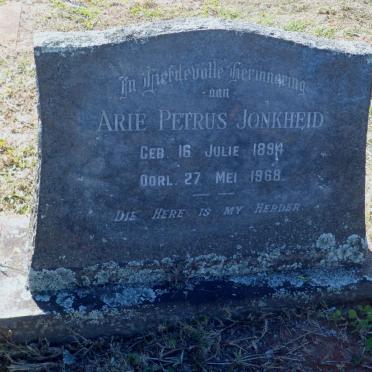 In Liefdevolle Herinnering
aan
ARIE PETRUS JONKHEID
GEB. 16 JULIE 1894
OORL. 27 MEI 1968
DIE HERE IS MY HERDER